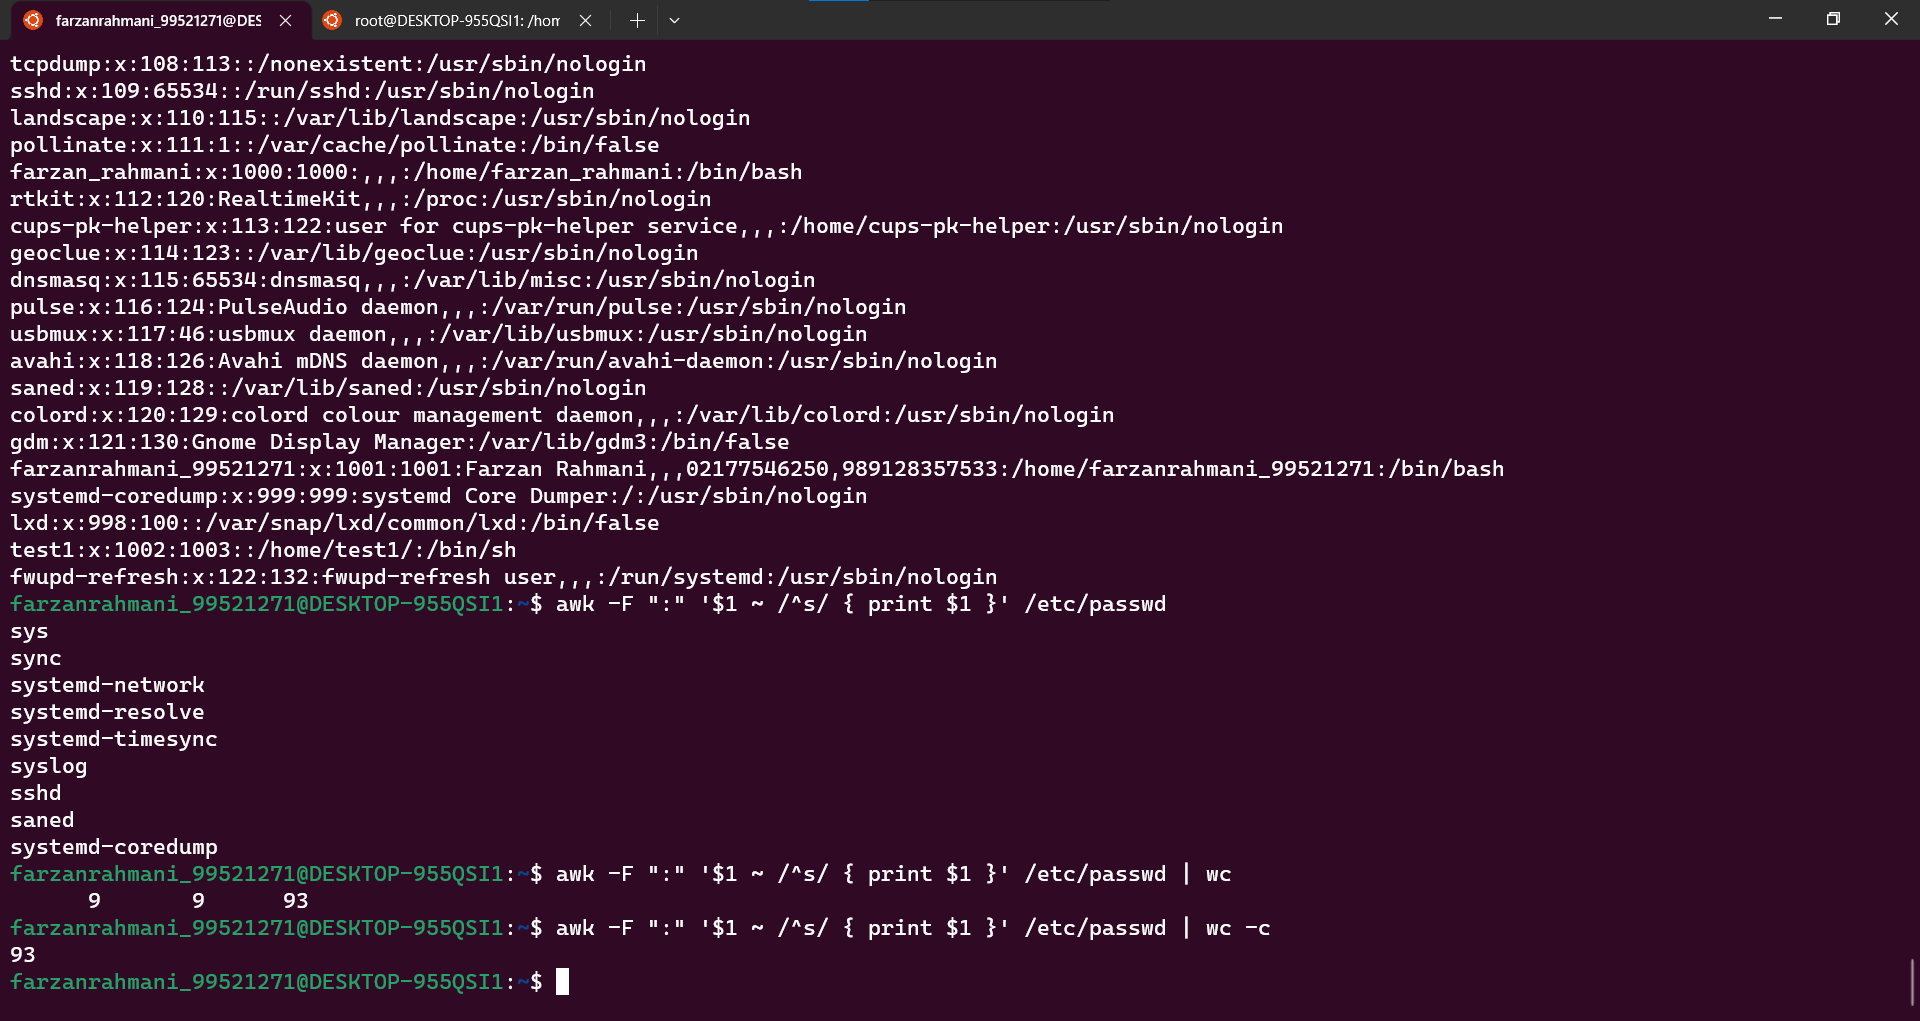 farzanrahmani_99521271@DES
root@DESKTOP-955QSI1: /hom
tcpdump:x:108:113::/nonexistent:/usr/sbin/nologin
sshd:x:109:65534::/run/sshd:/usr/sbin/nologin
landscape:x:110:115::/var/lib/landscape:/usr/sbin/nologin
pollinate:x:111:1::/var/cache/pollinate:/bin/false
farzan_rahmani:x:1000:1000:,,,:/home/farzan_rahmani:/bin/bash
rtkit:x:112:120:RealtimeKit,,,:/proc:/usr/sbin/nologin
cups-pk-helper:x:113:122:user for cups-pk-helper service,,,:/home/cups-pk-helper:/usr/sbin/nologin
geoclue:x:114:123::/var/lib/geoclue:/usr/sbin/nologin
dnsmasq:x:115:65534:dnsmasq,,,:/var/lib/misc:/usr/sbin/nologin
pulse:x:116:124:PulseAudio daemon,,,:/var/run/pulse:/usr/sbin/nologin
usbmux:x:117:46:usbmux daemon,,,:/var/lib/usbmux:/usr/sbin/nologin
avahi:x:118:126:Avahi mDNS daemon,,,:/var/run/avahi-daemon:/usr/sbin/nologin
saned:x:119:128::/var/lib/saned:/usr/sbin/nologin
colord:x:120:129:colord colour management daemon,,,:/var/lib/colord:/usr/sbin/nologin
gdm:x:121:130:Gnome Display Manager:/var/lib/gdm3:/bin/false
farzanrahmani_99521271:x:1001:1001:Farzan Rahmani,,,02177546250,989128357533:/home/farzanrahmani_99521271:/bin/bash
systemd-coredump:x:999:999:systemd Core Dumper:/:/usr/sbin/nologin
lxd:x:998:100::/var/snap/lxd/common/lxd:/bin/false
test1:x:1002:1003::/home/test1/:/bin/sh
fwupd-refresh:x:122:132:fwupd-refresh user,,,:/run/systemd:/usr/sbin/nologin
farzanrahmani_99521271@DESKTOP-955QSI1:~$ awk -F ":" '$1 ~ /^s/ { print $1 }' /etc/passwd
sys
sync
systemd-network
systemd-resolve
systemd-timesync
syslog
sshd
saned
systemd-coredump
farzanrahmani_99521271@DESKTOP-955QSI1:~$ awk -F ":" '$1 ~ /^s/ { print $1 }' /etc/passwd | wc
      9       9      93
farzanrahmani_99521271@DESKTOP-955QSI1:~$ awk -F ":" '$1 ~ /^s/ { print $1 }' /etc/passwd | wc -c
93
farzanrahmani_99521271@DESKTOP-955QSI1:~$